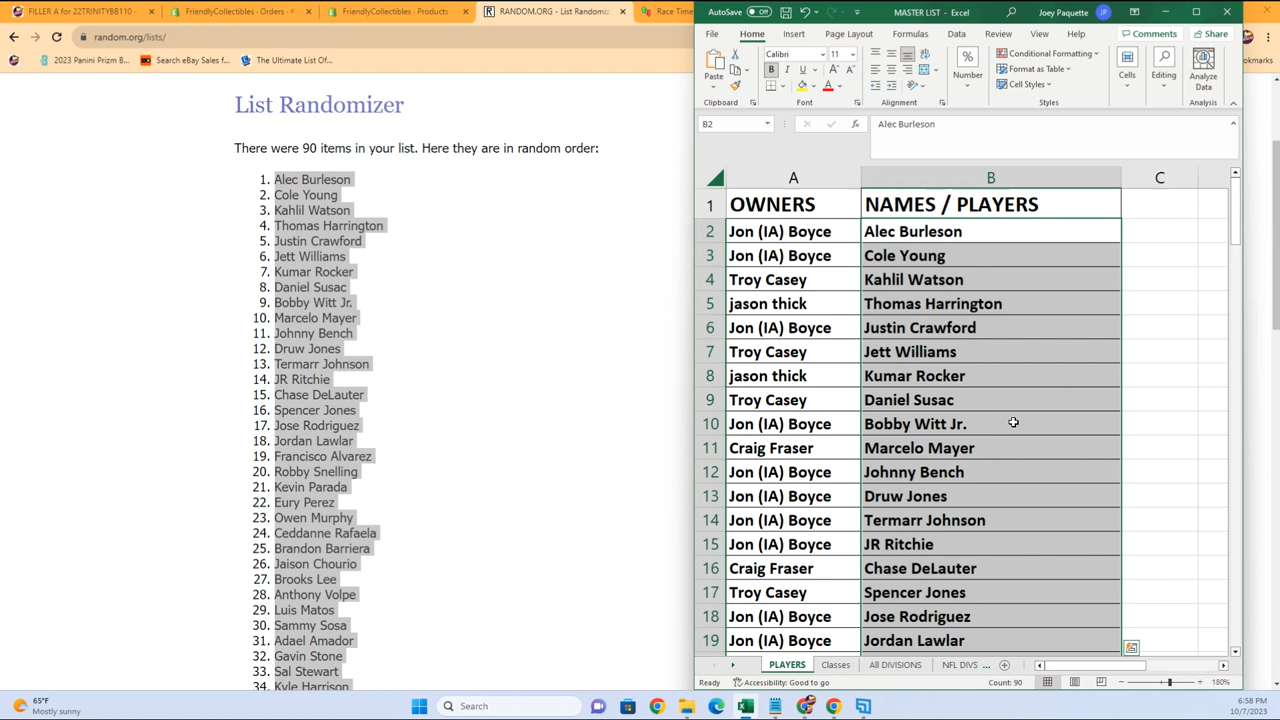 FILLER A for 22TRINITYBB110 -
FriendlyCollectibles - Orders -
FriendlyCollectibles - Products
RANDOM.ORG - List Randomiz
Race Time
random.org/lists/
2023 Panini Prizm B...
Search eBay Sales f...
The Ultimate List Of...
okmarks
List Randomizer
There were 90 items in your list. Here they are in random order:
1. Alec Burleson
2. Cole Young
3. Kahlil Watson
4. Thomas Harrington
5. Justin Crawford
6. Jett Williams
7. Kumar Rocker
8. Daniel Susac
9. Bobby Witt Jr.
10. Marcelo Mayer
11. Johnny Bench
12. Druw Jones
13. Termarr Johnson
14. JR Ritchie
15. Chase DeLauter
16. Spencer Jones
17. Jose Rodriguez
18. Jordan Lawlar
19. Francisco Alvarez
20. Robby Snelling
21. Kevin Parada
22. Eury Perez
23. Owen Murphy
24. Ceddanne Rafaela
25. Brandon Barriera
26. Jaison Chourio
27. Brooks Lee
28. Anthony Volpe
29. Luis Matos
30. Sammy Sosa
31. Adael Amador
32. Gavin Stone
33. Sal Stewart
34. Kyle Harrison
AutoSave Off MASTER LIST - Excel Joey Paquette JP
File Home Insert Page Layout Formulas Data Review View Help Comments Share
Paste
Calibri 11
Number
Conditional Formatting
Format as Table
Cell Styles
Cells
Editing
Analyze Data
Clipboard Font Alignment Styles Analysis
B2 fx Alec Burleson
A B C
1 OWNERS NAMES / PLAYERS
2 Jon (IA) Boyce Alec Burleson
3 Jon (IA) Boyce Cole Young
4 Troy Casey Kahlil Watson
5 jason thick Thomas Harrington
6 Jon (IA) Boyce Justin Crawford
7 Troy Casey Jett Williams
8 jason thick Kumar Rocker
9 Troy Casey Daniel Susac
10 Jon (IA) Boyce Bobby Witt Jr.
11 Craig Fraser Marcelo Mayer
12 Jon (IA) Boyce Johnny Bench
13 Jon (IA) Boyce Druw Jones
14 Jon (IA) Boyce Termarr Johnson
15 Jon (IA) Boyce JR Ritchie
16 Craig Fraser Chase DeLauter
17 Troy Casey Spencer Jones
18 Jon (IA) Boyce Jose Rodriguez
19 Jon (IA) Boyce Jordan Lawlar
PLAYERS Classes All DIVISIONS NFL DIVS ...
Ready Accessibility: Good to go Count: 90 180%
65°F
Mostly sunny
Search
6:58 PM
10/7/2023